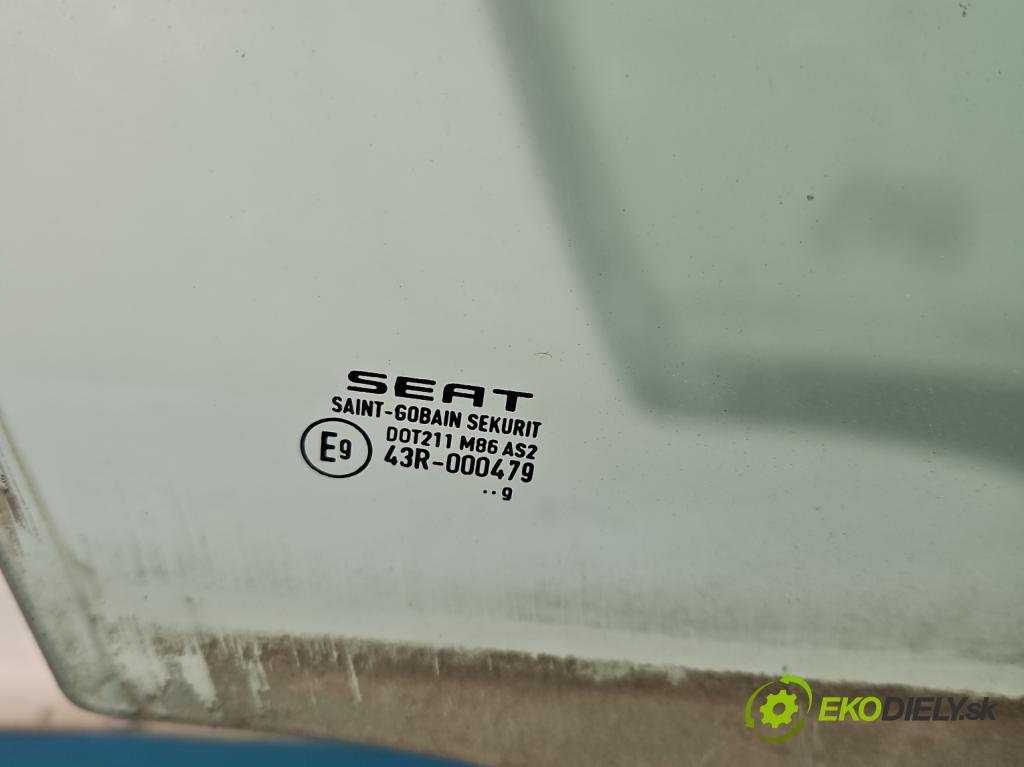 SEAT
SAINT-GOBAIN SEKURIT
E9
DOT211 M86 AS2
43R-000479
··9
EKODIELY.sk